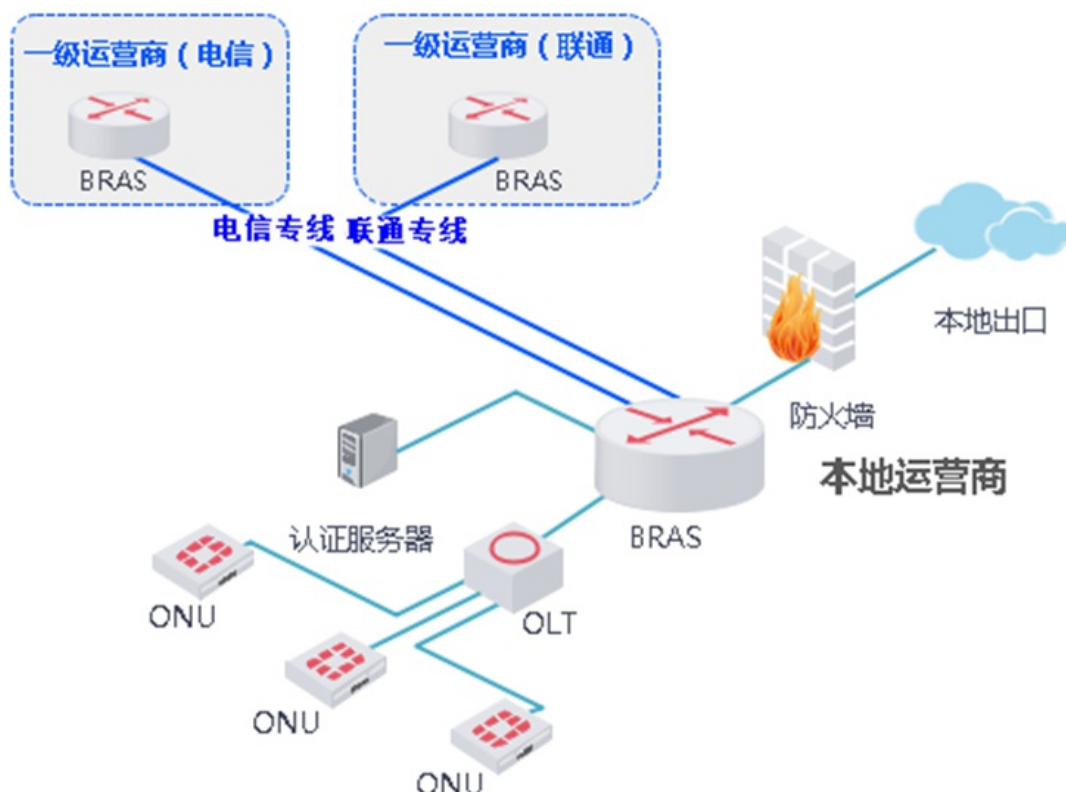 一级运营商（电信）
一级运营商（联通）
BRAS
BRAS
电信专线 联通专线
本地出口
防火墙
本地运营商
认证服务器
BRAS
ONU
OLT
ONU
ONU